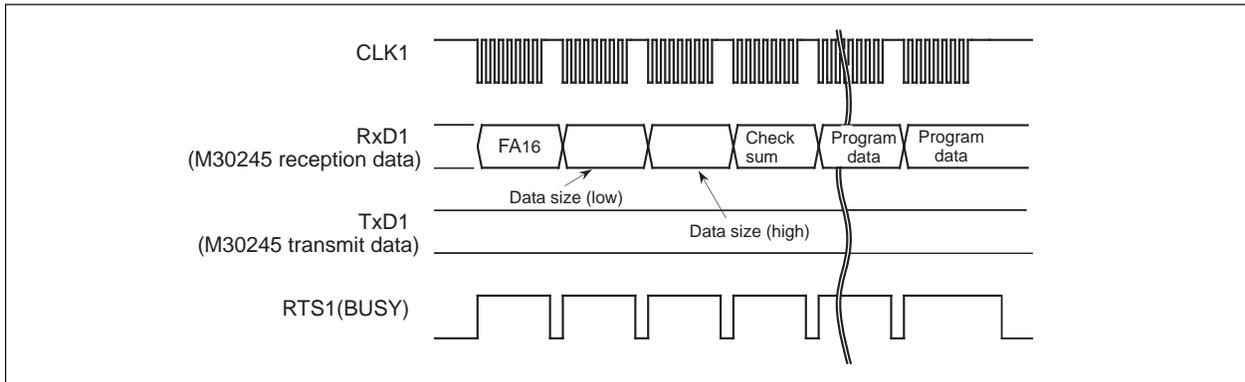 CLK1
RxD1
(M30245 reception data)
FA16
Check
sum
Program
data
Program
data
Data size (low)
Data size (high)
TxD1
(M30245 transmit data)
RTS1(BUSY)